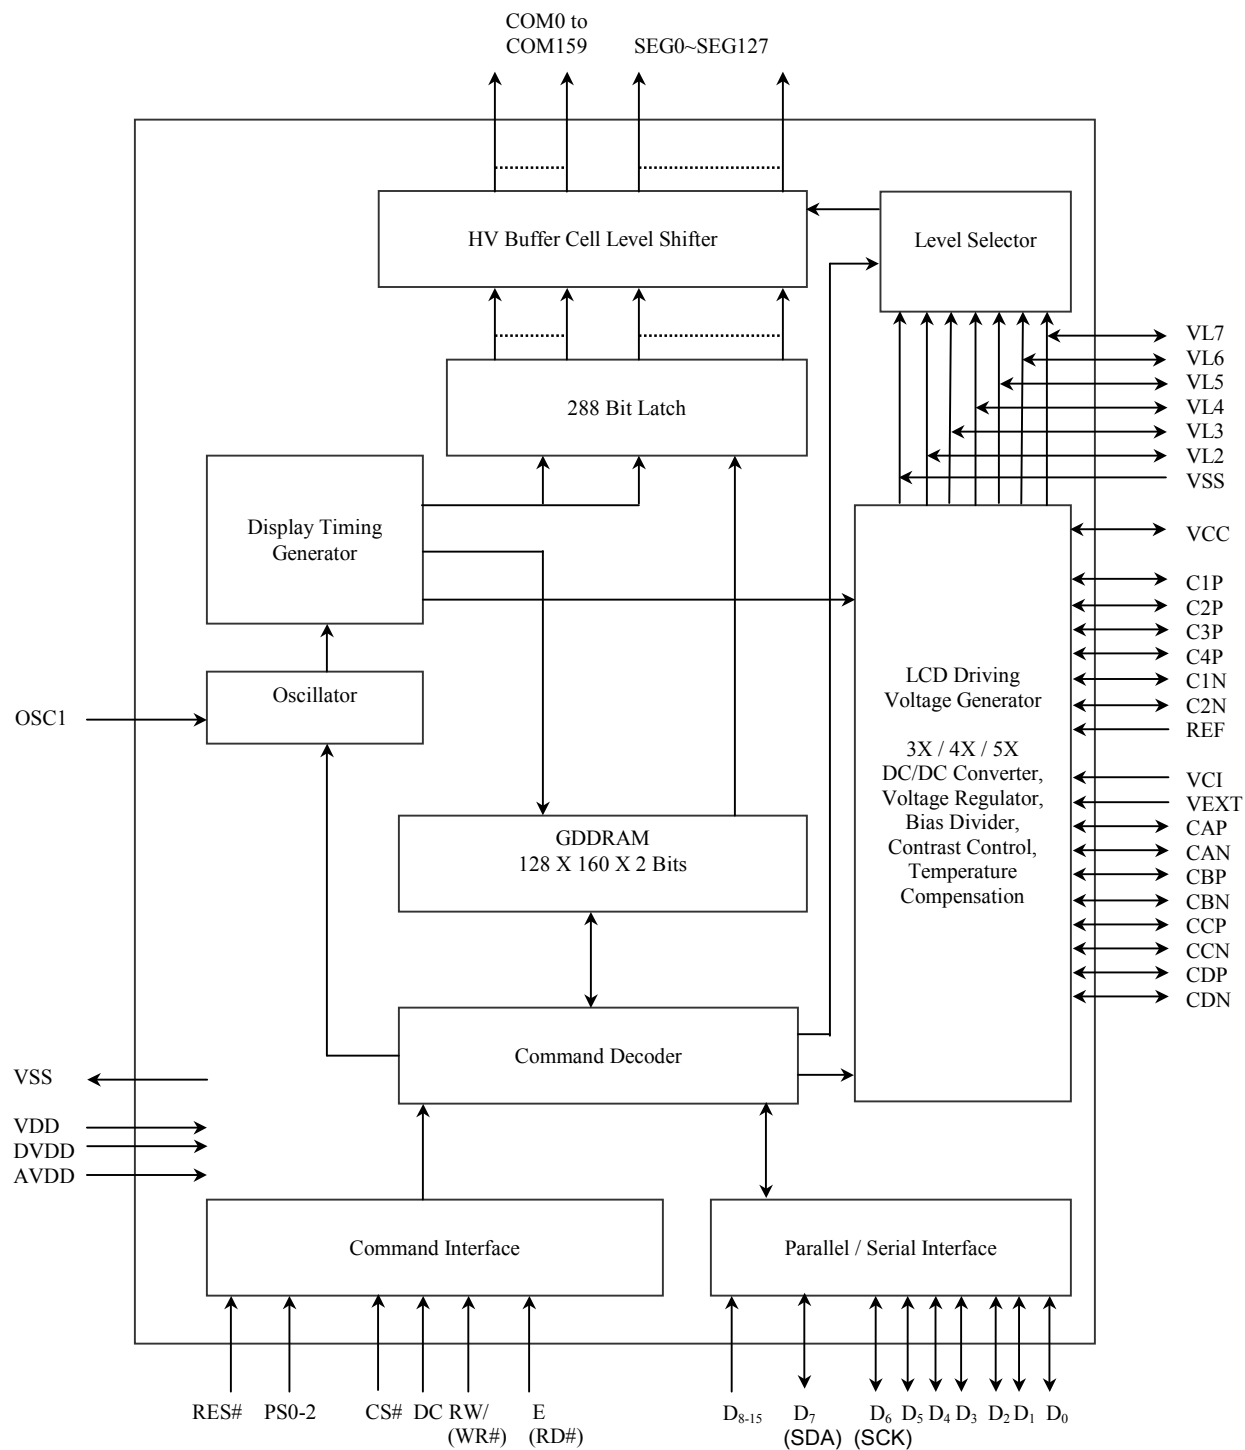 COM0 to
COM159
SEG0~SEG127
HV Buffer Cell Level Shifter
Level Selector
VL7
VL6
VL5
VL4
VL3
VL2
VSS
288 Bit Latch
Display Timing
Generator
VCC
C1P
C2P
C3P
C4P
C1N
C2N
REF
VCI
VEXT
CAP
CAN
CBP
CBN
CCP
CCN
CDP
CDN
LCD Driving
Voltage Generator
3X / 4X / 5X
DC/DC Converter,
Voltage Regulator,
Bias Divider,
Contrast Control,
Temperature
Compensation
Oscillator
OSC1
GDDRAM
128 X 160 X 2 Bits
Command Decoder
VSS
VDD
DVDD
AVDD
Command Interface
Parallel / Serial Interface
RES#
PS0-2
CS#
DC
RW/
(WR#)
E
(RD#)
D8-15
D7
(SDA)
D6
(SCK)
D5
D4
D3
D2
D1
D0